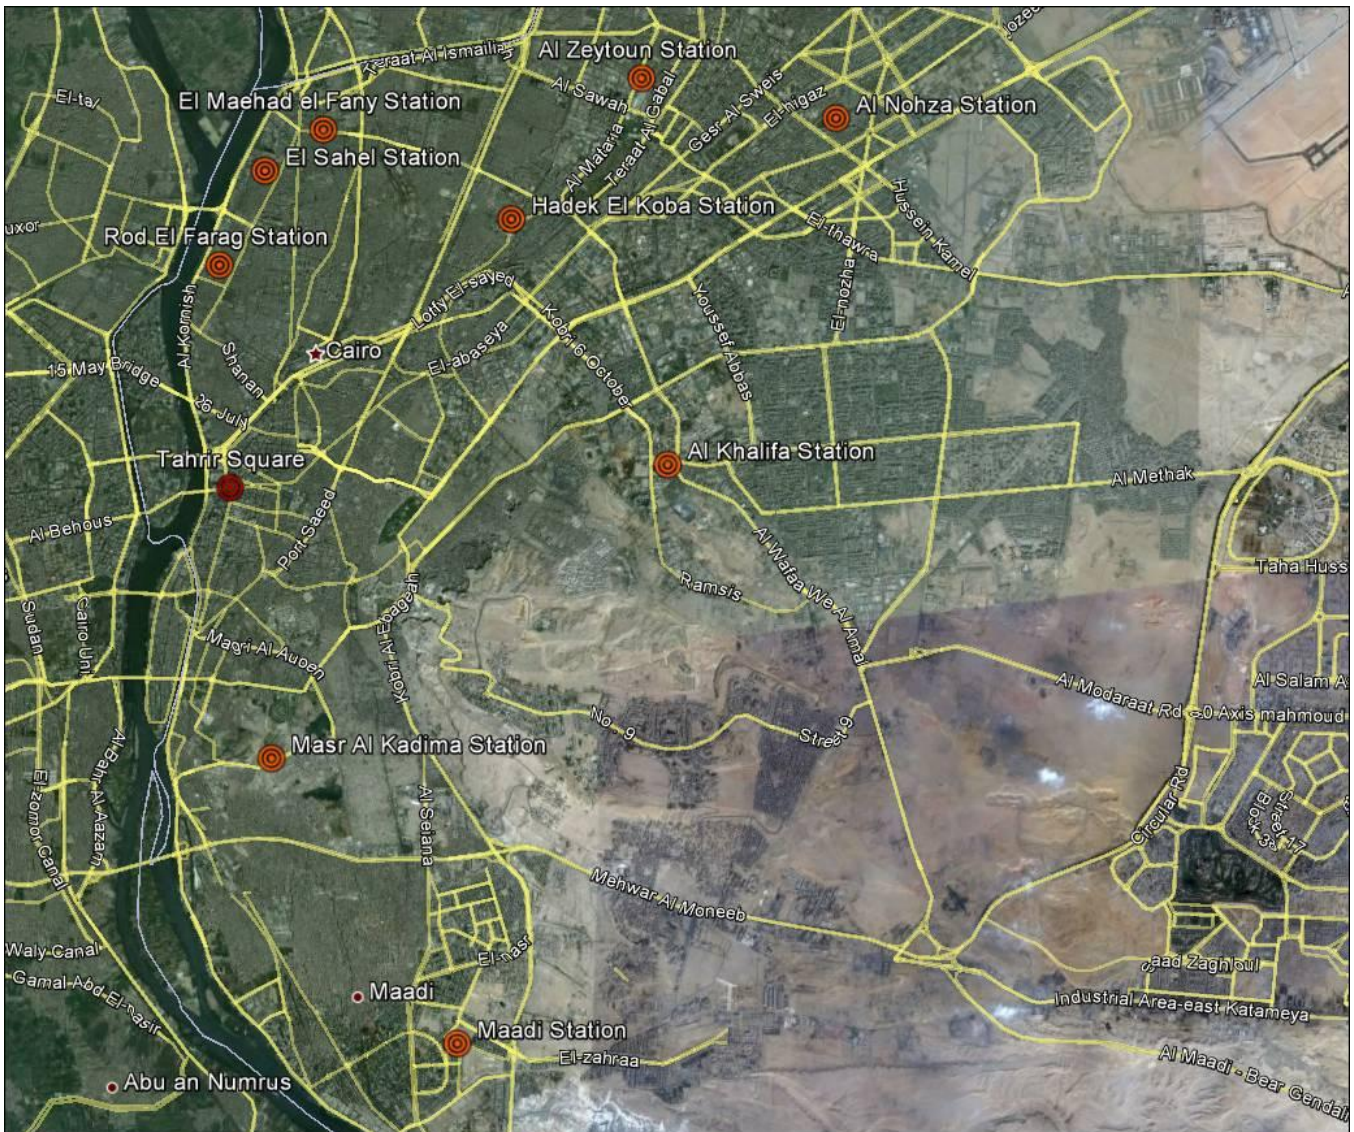 Jozee
Teraat Al Ismailiah
Al Zeytoun Station
El-tal
El Maehad el Fany Station
Al Sawah
Gesr Al Sweis
El-higaz
Al Nohza Station
El Sahel Station
Al Mataria
Teraat Al Gabal
Hadek El Koba Station
Hussein Kamel
uxor
Rod El Farag Station
El-thawra
Lotfy El-sayed
El-nozha
Youssef Abbas
Al Kornish
Kobri 6 October
El-abaseya
Cairo
Shanan
15 May Bridge
26 July
Tahrir Square
Al Khalifa Station
Al Methak
Port Saeed
Al Behous
Al Wafaa We Al Amal
Taha Huss
Ramsis
Sudan
Cairo Uni
Kobri Al Ebageah
Magri Al Auoen
Al Salam A
Al Modaraat Rd
90 Axis mahmoud
No. 9
Street 9
Masr Al Kadima Station
Al Bahr Al Aazam
El-zomor Canal
Al Seiana
Circular Rd
Street 17
Block 3a
Mehwar Al Moneeb
El-nasr
Waly Canal
Saad Zaghloul
Gamal Abd El-nasir
Maadi
Industrial Area-east Katameya
Maadi Station
El-zahraa
Al Maadi - Bear Gendali
Abu an Numrus